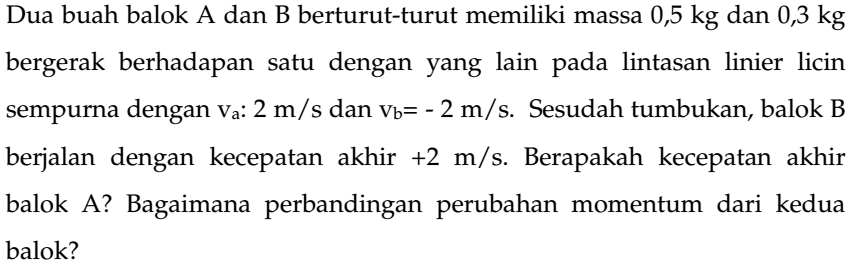 Dua buah balok A dan B berturut-turut memiliki massa 0,5 kg dan 0,3 kg
bergerak berhadapan satu dengan yang lain pada lintasan linier licin
sempurna dengan vₐ: 2 m/s dan v_b= - 2 m/s. Sesudah tumbukan, balok B
berjalan dengan kecepatan akhir +2 m/s. Berapakah kecepatan akhir
balok A? Bagaimana perbandingan perubahan momentum dari kedua
balok?